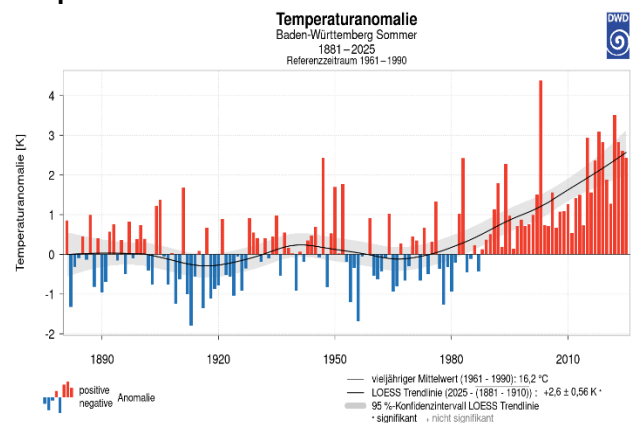 Temperaturanomalie
Baden-Württemberg Sommer
1881 – 2025
Referenzzeitraum 1961 – 1990
DWD
Temperaturanomalie [K]
4
3
2
1
0
-1
-2
1890 1920 1950 1980 2010
positive
negative Anomalie
vieljähriger Mittelwert (1961 - 1990): 16,2 °C
LOESS Trendlinie (2025 - (1881 - 1910)) : +2,6 ± 0,56 K *
95 %-Konfidenzintervall LOESS Trendlinie
* signifikant , nicht signifikant